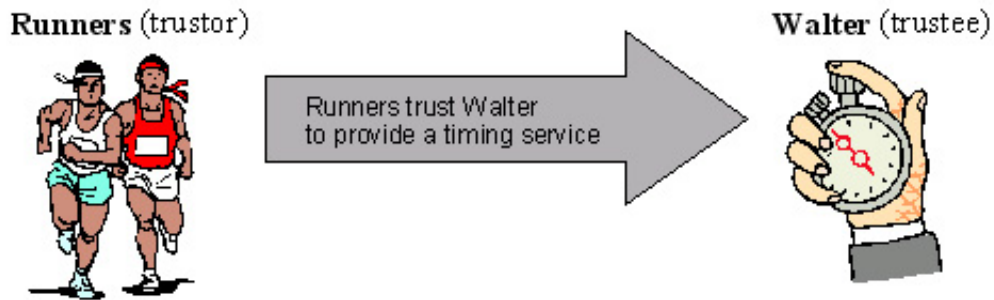 Runners (trustor)
Walter (trustee)
Runners trust Walter
to provide a timing service